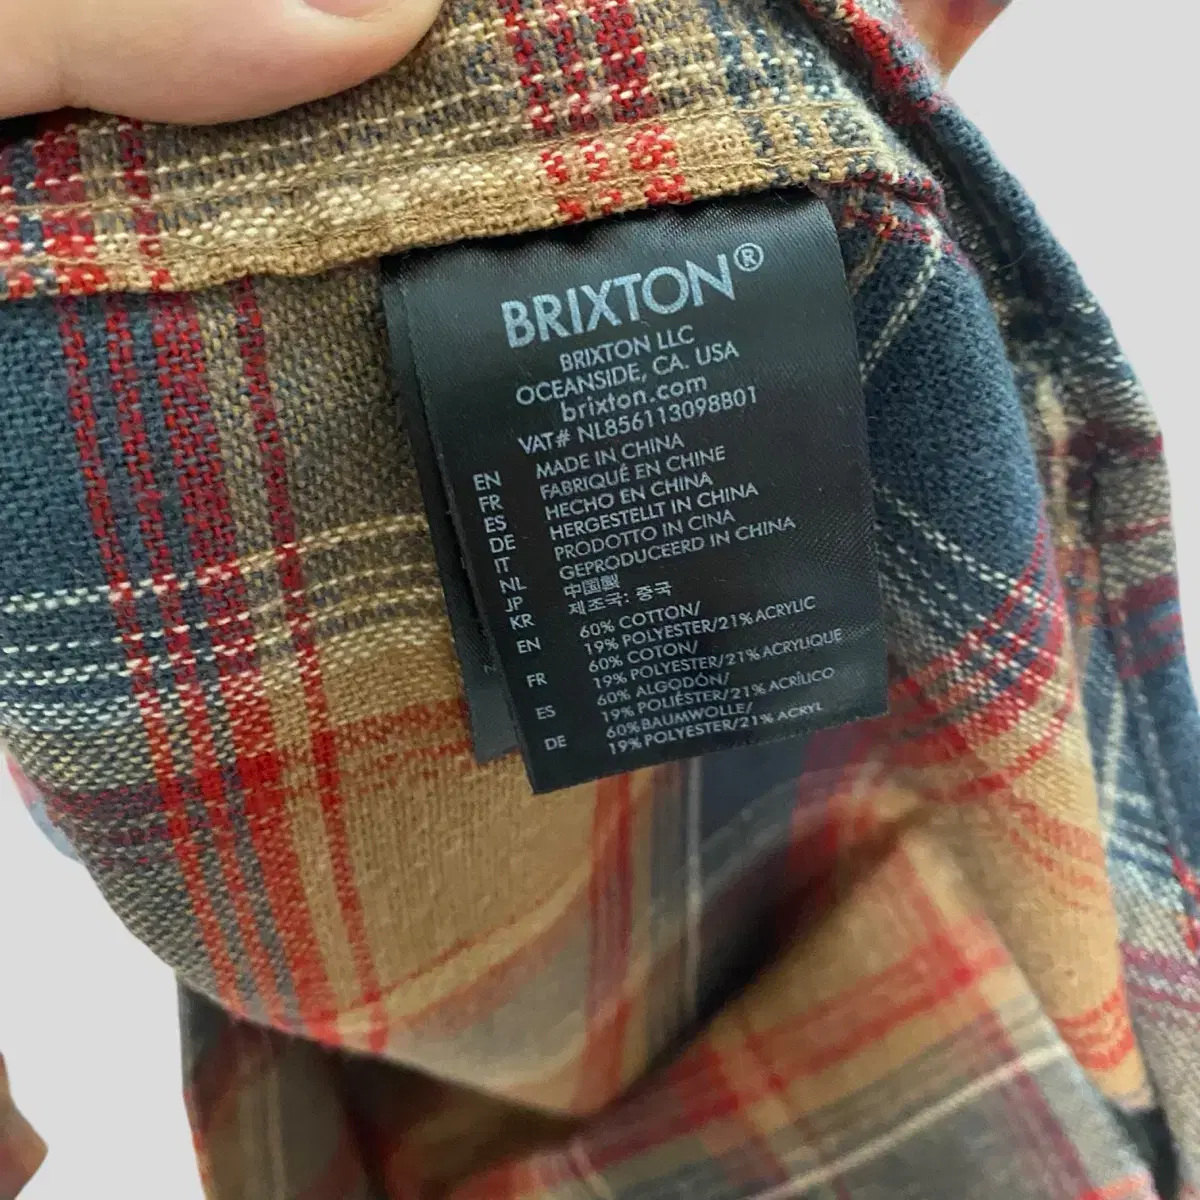 BRIXTON®
BRIXTON LLC
OCEANSIDE, CA. USA
brixton.com
VAT# NL856113098B01
EN MADE IN CHINA
FR FABRIQUÉ EN CHINE
ES HECHO EN CHINA
DE HERGESTELLT IN CHINA
IT PRODOTTO IN CINA
NL GEPRODUCEERD IN CHINA
JP 中国製
KR 제조국: 중국
EN 60% COTTON/
19% POLYESTER/21% ACRYLIC
FR 60% COTON/
19% POLYESTER/21% ACRYLIQUE
ES 60% ALGODÓN/
19% POLIÉSTER/21% ACRÍLICO
DE 60%BAUMWOLLE/
19%POLYESTER/21% ACRYL